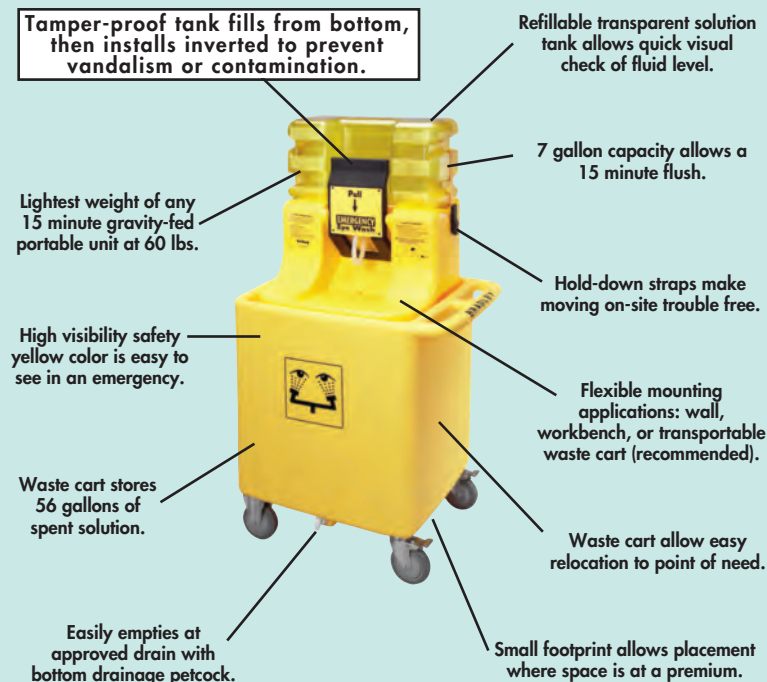 Tamper-proof tank fills from bottom,
then installs inverted to prevent
vandalism or contamination.
Refillable transparent solution
tank allows quick visual
check of fluid level.
7 gallon capacity allows a
15 minute flush.
Lightest weight of any
15 minute gravity-fed
portable unit at 60 lbs.
Pull
EMERGENCY
Eye Wash
Hold-down straps make
moving on-site trouble free.
BRADLEY
High visibility safety
yellow color is easy to
see in an emergency.
Flexible mounting
applications: wall,
workbench, or transportable
waste cart (recommended).
Waste cart stores
56 gallons of
spent solution.
Waste cart allow easy
relocation to point of need.
Easily empties at
approved drain with
bottom drainage petcock.
Small footprint allows placement
where space is at a premium.